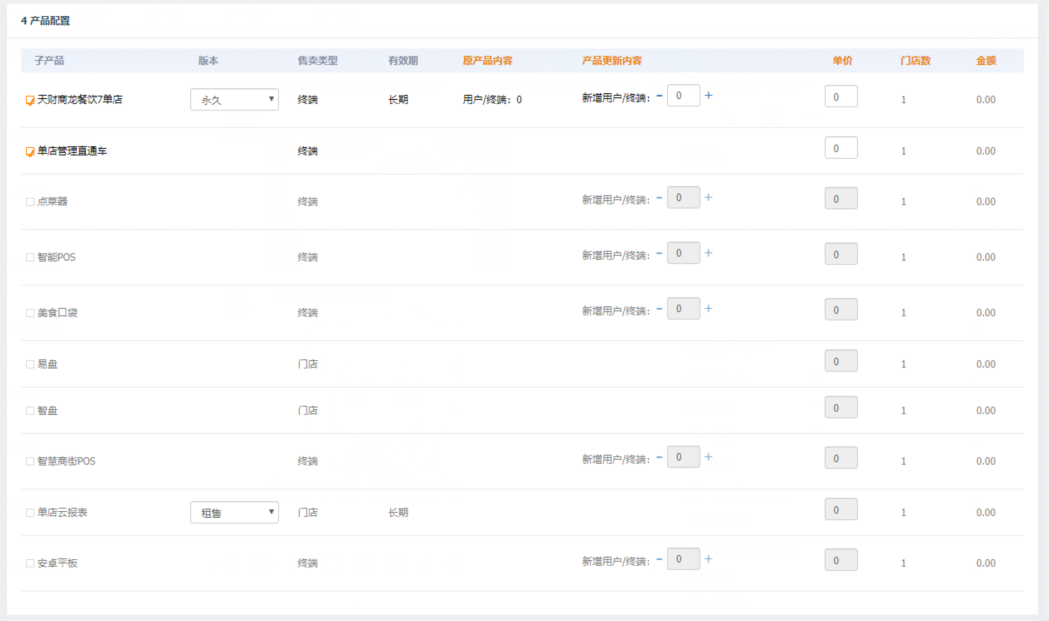 4 产品配置
子产品 版本 售卖类型 有效期 原产品内容 产品更新内容 单价 门店数 金额
天财商龙餐饮7单店 永久 终端 长期 用户/终端：0 新增用户/终端： - 0 + 0 1 0.00
单店管理直通车 终端 0 1 0.00
点菜器 终端 新增用户/终端： - 0 + 0 1 0.00
智能POS 终端 新增用户/终端： - 0 + 0 1 0.00
美食口袋 终端 新增用户/终端： - 0 + 0 1 0.00
易盘 门店 0 1 0.00
智盘 门店 0 1 0.00
智慧商街POS 终端 新增用户/终端： - 0 + 0 1 0.00
单店云报表 租售 门店 长期 0 1 0.00
安卓平板 终端 新增用户/终端： - 0 + 0 1 0.00